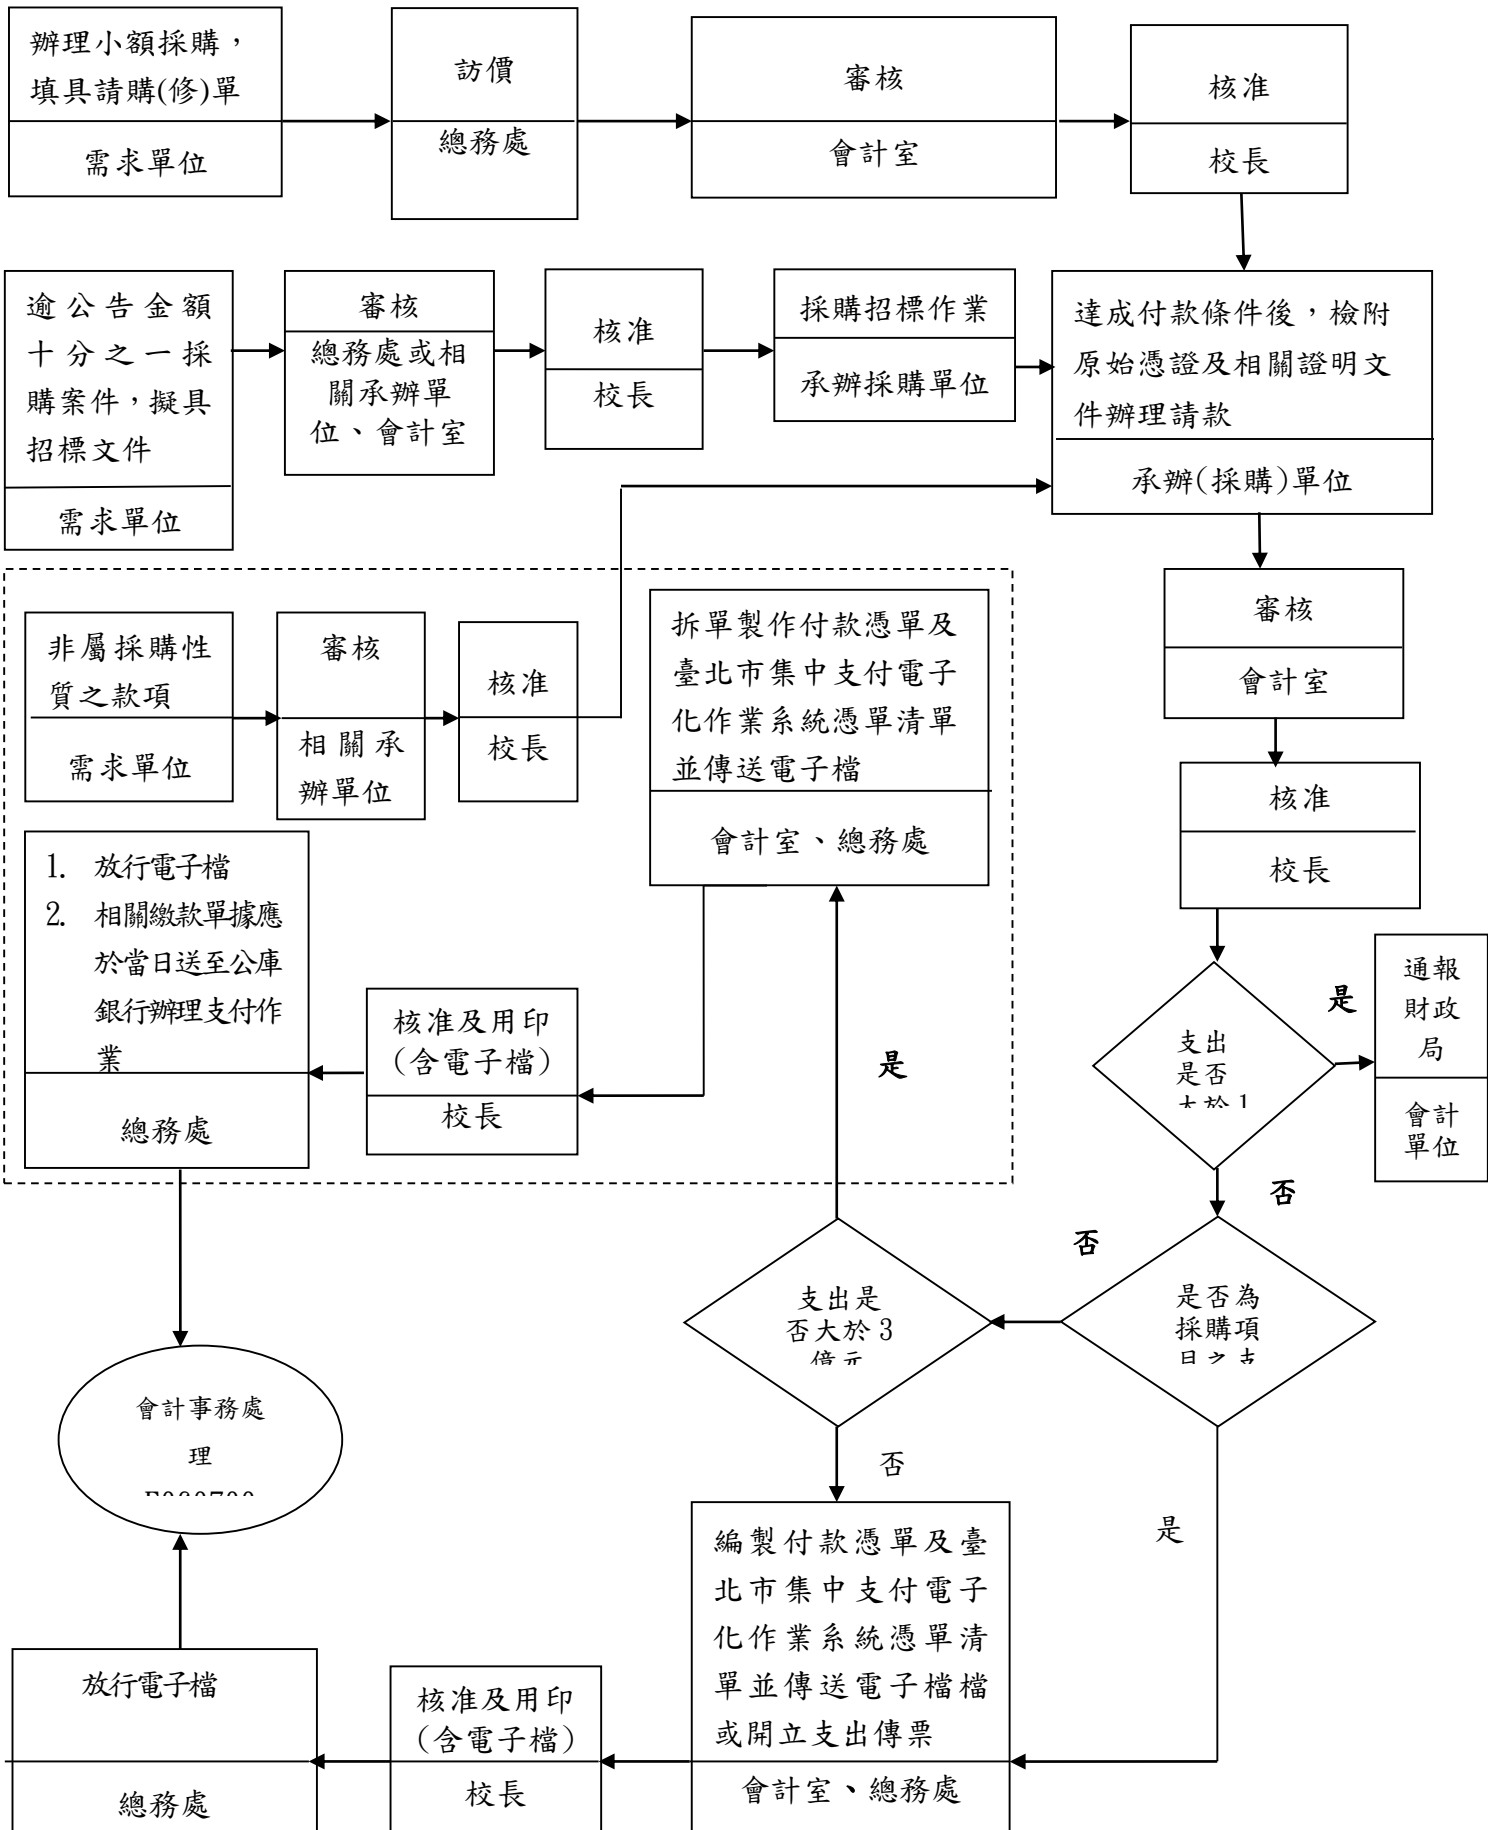 辦理小額採購，
填具請購(修)單
需求單位
訪價
總務處
審核
會計室
核准
校長
逾公告金額
十分之一採
購案件，擬具
招標文件
需求單位
審核
總務處或相
關承辦單
位、會計室
核准
校長
採購招標作業
承辦採購單位
達成付款條件後，檢附
原始憑證及相關證明文
件辦理請款
承辦(採購)單位
非屬採購性
質之款項
需求單位
審核
相關承
辦單位
核准
校長
拆單製作付款憑單及
臺北市集中支付電子
化作業系統憑單清單
並傳送電子檔
會計室、總務處
審核
會計室
核准
校長
1. 放行電子檔
2. 相關繳款單據應
於當日送至公庫
銀行辦理支付作
業
總務處
核准及用印
(含電子檔)
校長
是
支出
是否
大於1
是
通報
財政
局
會計
單位
否
否
支出是
否大於3
億元
是否為
採購項
目之支
會計事務處
理
否
是
編製付款憑單及臺
北市集中支付電子
化作業系統憑單清
單並傳送電子檔檔
或開立支出傳票
會計室、總務處
核准及用印
(含電子檔)
校長
放行電子檔
總務處